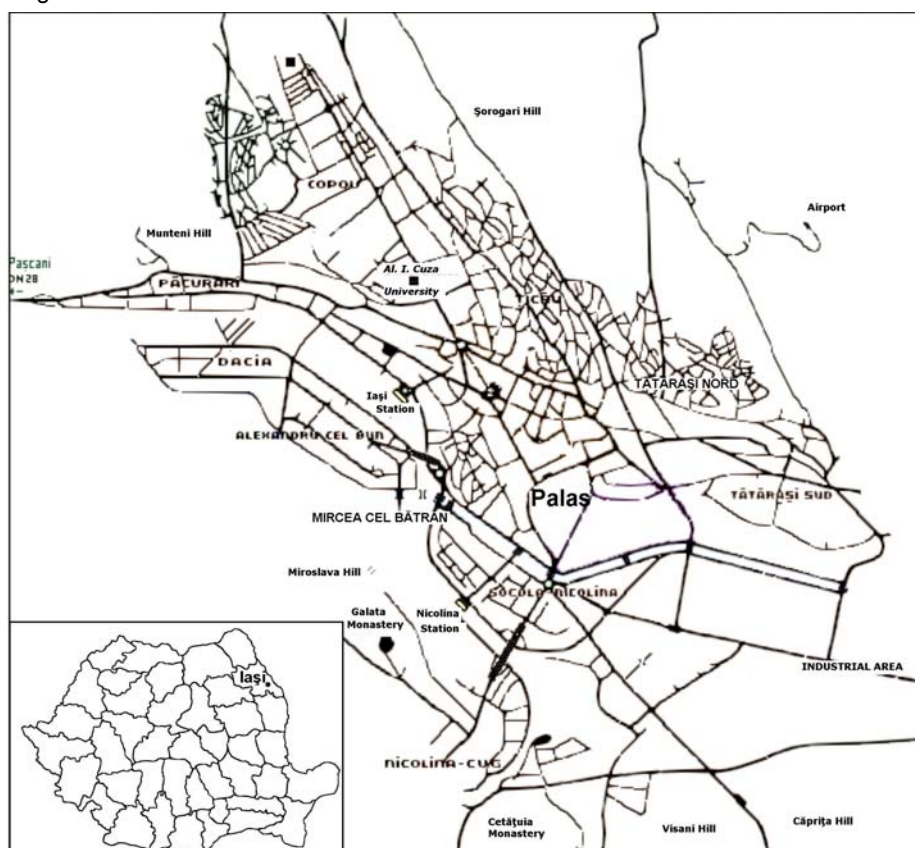 Şorogari Hill
COPOU
Airport
Munteni Hill
Paşcani
DN 28
Al. I. Cuza
University
PĂCURARI
TICĂU
DACIA
TĂTĂRAŞI NORD
Iaşi
Station
ALEXANDRU CEL BUN
Palas
TĂTĂRAŞI SUD
MIRCEA CEL BĂTRÂN
Miroslava Hill
SOCOLA-NICOLINA
Galata
Monastery
Nicolina
Station
INDUSTRIAL AREA
Iaşi
NICOLINA-CUG
Cetăţuia
Monastery
Visani Hill
Căpriţa Hill